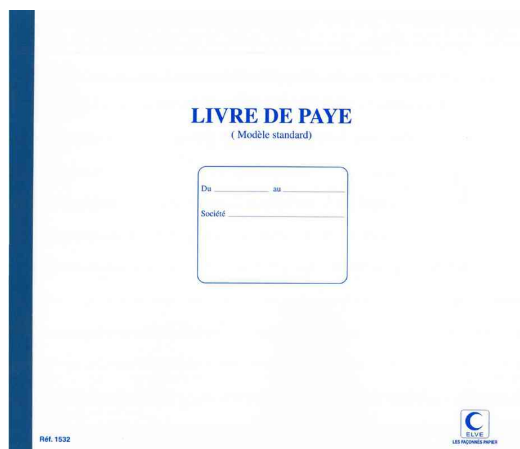 LIVRE DE PAYE
( Modèle standard)
Du au
Société
Réf. 1532
ELVE
LES FAÇONNÉS PAPIER